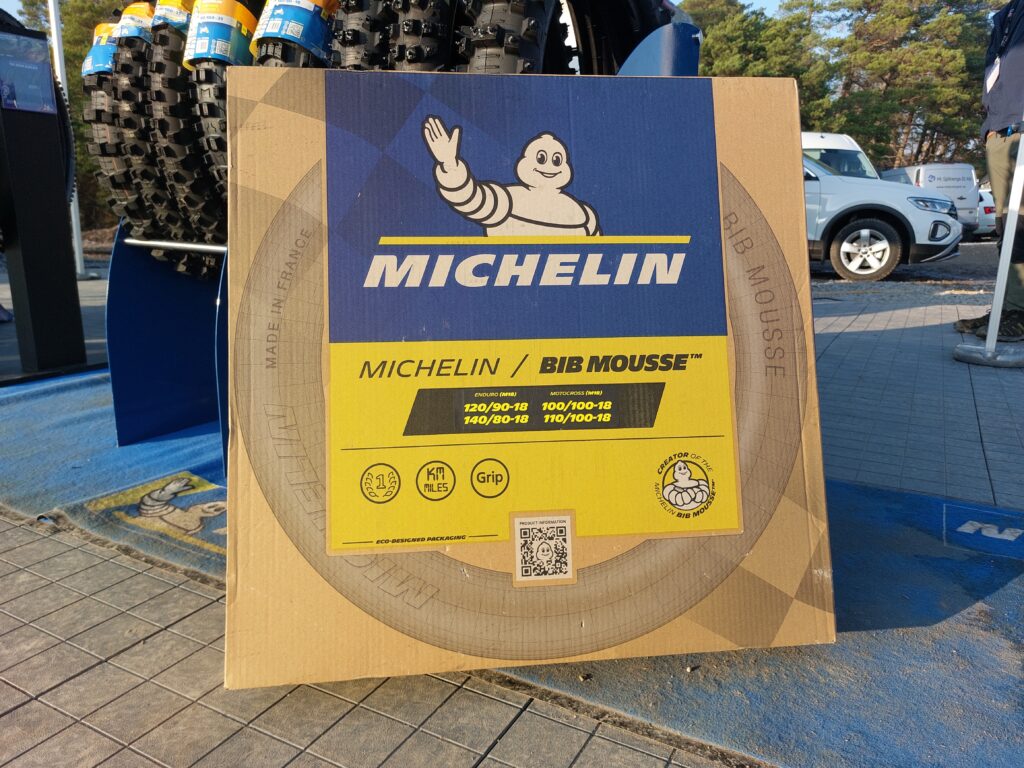 MICHELIN
MADE IN FRANCE
BIB MOUSSE
MICHELIN / BIB MOUSSE™
ENDURO (M18)
120/90-18
140/80-18
MOTOCROSS (M16)
100/100-18
110/100-18
1
KM
MILES
Grip
CREATOR OF THE
MICHELIN BIB MOUSSE™
ECO-DESIGNED PACKAGING
PRODUCT INFORMATION
MICHELIN